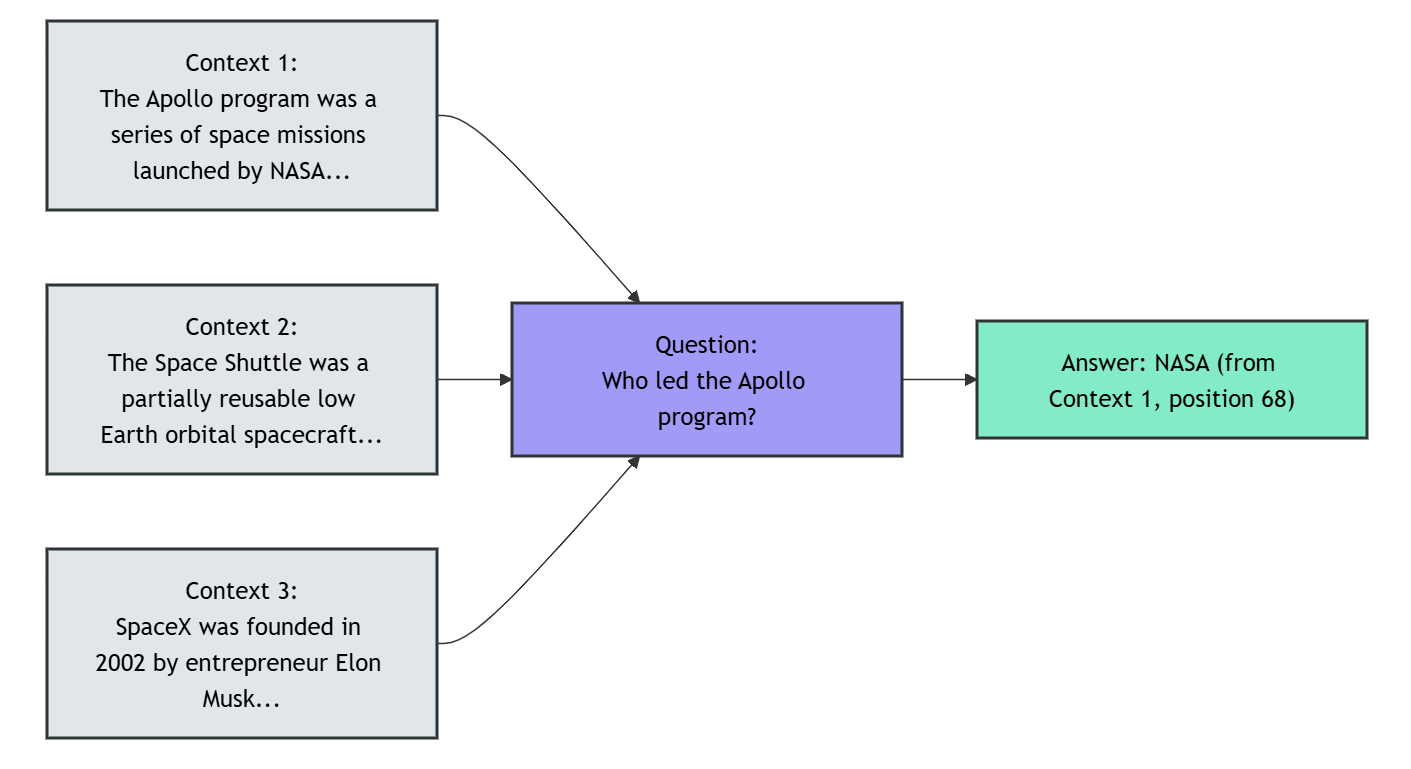 Context 1:
The Apollo program was a
series of space missions
launched by NASA...
Context 2:
The Space Shuttle was a
partially reusable low
Earth orbital spacecraft...
Context 3:
SpaceX was founded in
2002 by entrepreneur Elon
Musk...
Question:
Who led the Apollo
program?
Answer: NASA (from
Context 1, position 68)